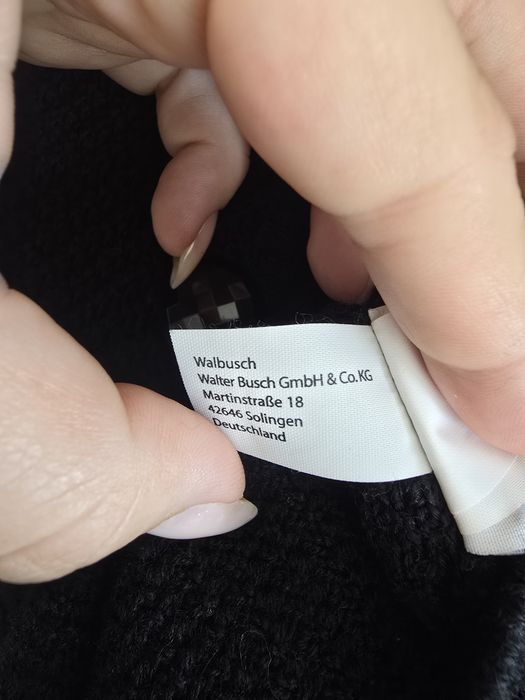 Walbusch
Walter Busch GmbH & Co.KG
Martinstraße 18
42646 Solingen
Deutschland